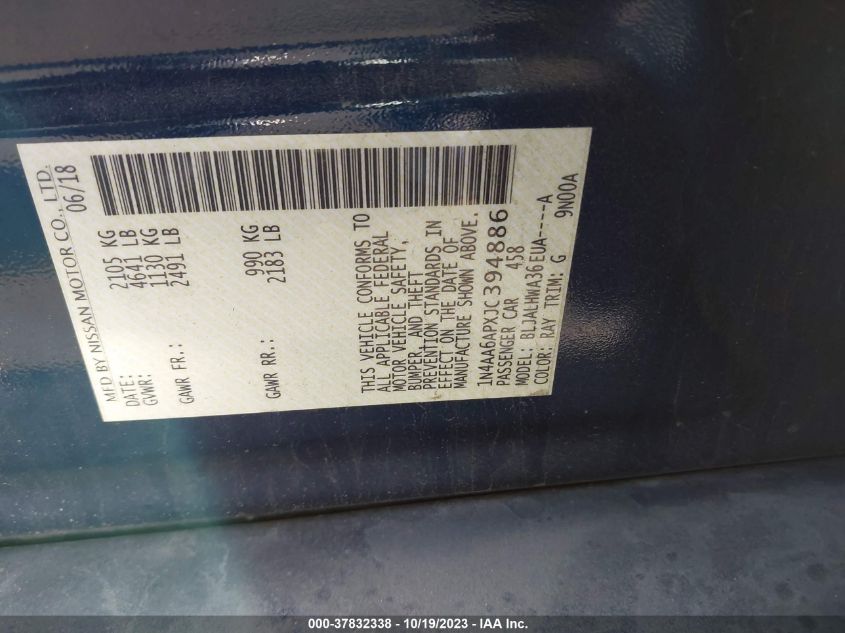 MFD BY NISSAN MOTOR CO., LTD.
DATE: 06/18
GVWR: 2105 KG
4641 LB
GAWR FR.: 1130 KG
2491 LB
GAWR RR.: 990 KG
2183 LB
THIS VEHICLE CONFORMS TO
ALL APPLICABLE FEDERAL
MOTOR VEHICLE SAFETY,
BUMPER, AND THEFT
PREVENTION STANDARDS IN
EFFECT ON THE DATE OF
MANUFACTURE SHOWN ABOVE.
1N4AA6APXJC394886
PASSENGER CAR 458
MODEL: BLJALHWA36EUA-----A
COLOR: RAY TRIM: G 9N00A
000-37832338 - 10/19/2023 - IAA Inc.